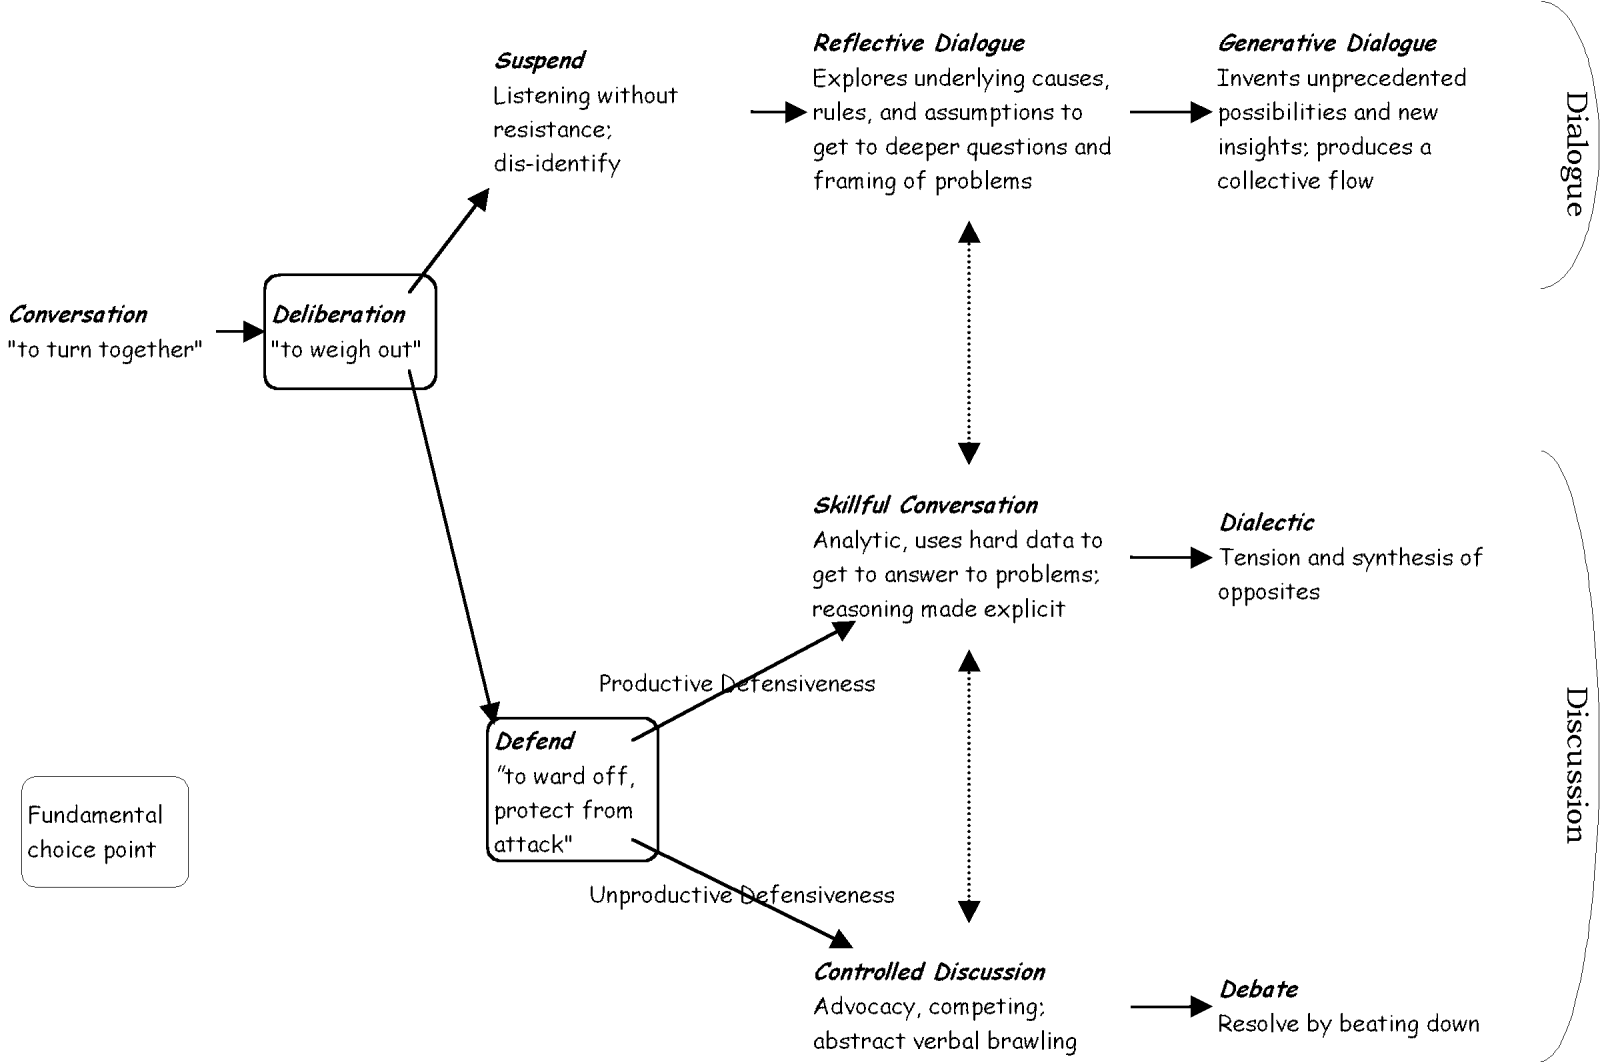 Suspend
Listening without
resistance;
dis-identify
Reflective Dialogue
Explores underlying causes,
rules, and assumptions to
get to deeper questions and
framing of problems
Generative Dialogue
Invents unprecedented
possibilities and new
insights; produces a
collective flow
Dialogue
Conversation
"to turn together"
Deliberation
"to weigh out"
Skillful Conversation
Analytic, uses hard data to
get to answer to problems;
reasoning made explicit
Dialectic
Tension and synthesis of
opposites
Productive Defensiveness
Defend
"to ward off,
protect from
attack"
Unproductive Defensiveness
Discussion
Fundamental
choice point
Controlled Discussion
Advocacy, competing;
abstract verbal brawling
Debate
Resolve by beating down